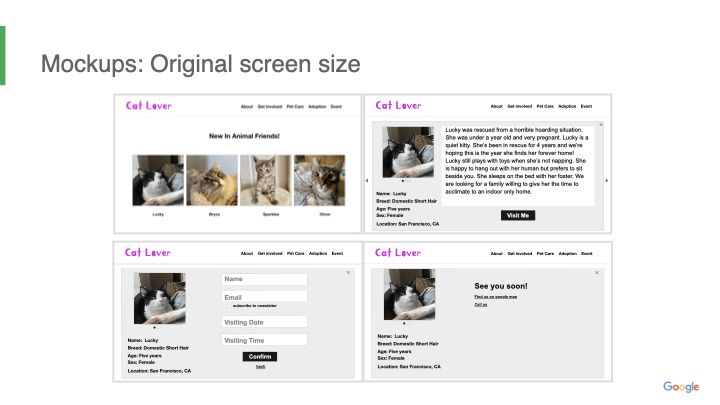 Mockups: Original screen size
Cat Lover
About Get involved Pet Care Adoption Event
New In Animal Friends!
Lucky Bryce Sparkles Oliver
Cat Lover
About Get involved Pet Care Adoption Event
Lucky was rescued from a horrible hoarding situation.
She was under a year old and very pregnant. Lucky is a
quiet kitty. She's been in rescue for 4 years and we're
hoping this is the year she finds her forever home!
Lucky still plays with toys when she's not napping. She
is happy to hang out with her human but prefers to sit
beside you. She sleeps on the bed with her foster. We
are looking for a family willing to give her the time to
acclimate to an indoor only home.
Name: Lucky
Breed: Domestic Short Hair
Age: Five years
Sex: Female
Location: San Francisco, CA
Visit Me
Cat Lover
About Get involved Pet Care Adoption Event
Name: Lucky
Breed: Domestic Short Hair
Age: Five years
Sex: Female
Location: San Francisco, CA
Name
Email
subscribe to newsletter
Visiting Date
Visiting Time
Confirm
back
Cat Lover
About Get involved Pet Care Adoption Event
Name: Lucky
Breed: Domestic Short Hair
Age: Five years
Sex: Female
Location: San Francisco, CA
See you soon!
Find us on google map
Call us
Google